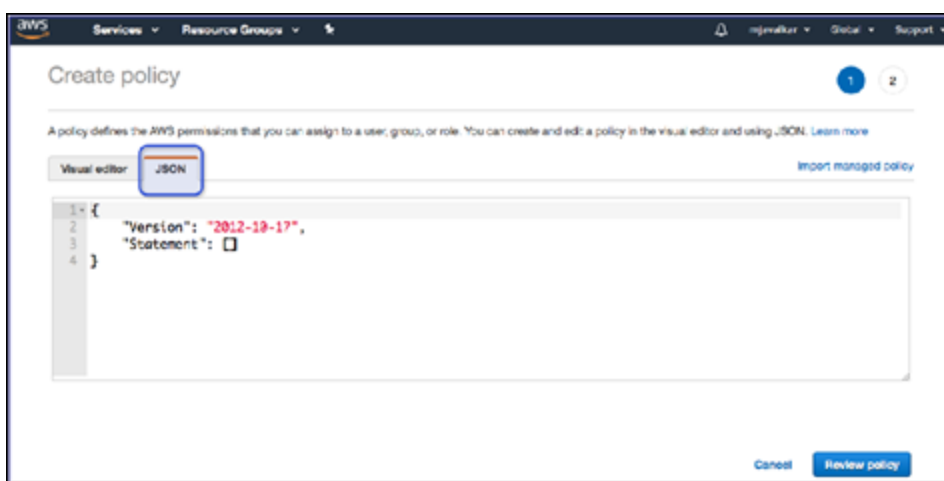 aws Services Resource Groups Global Support
Create policy 1 2
A policy defines the AWS permissions that you can assign to a user, group, or role. You can create and edit a policy in the visual editor and using JSON. Learn more
Visual editor JSON Import managed policy
1 {
2 "Version": "2012-10-17",
3 "Statement": []
4 }
Cancel Review policy